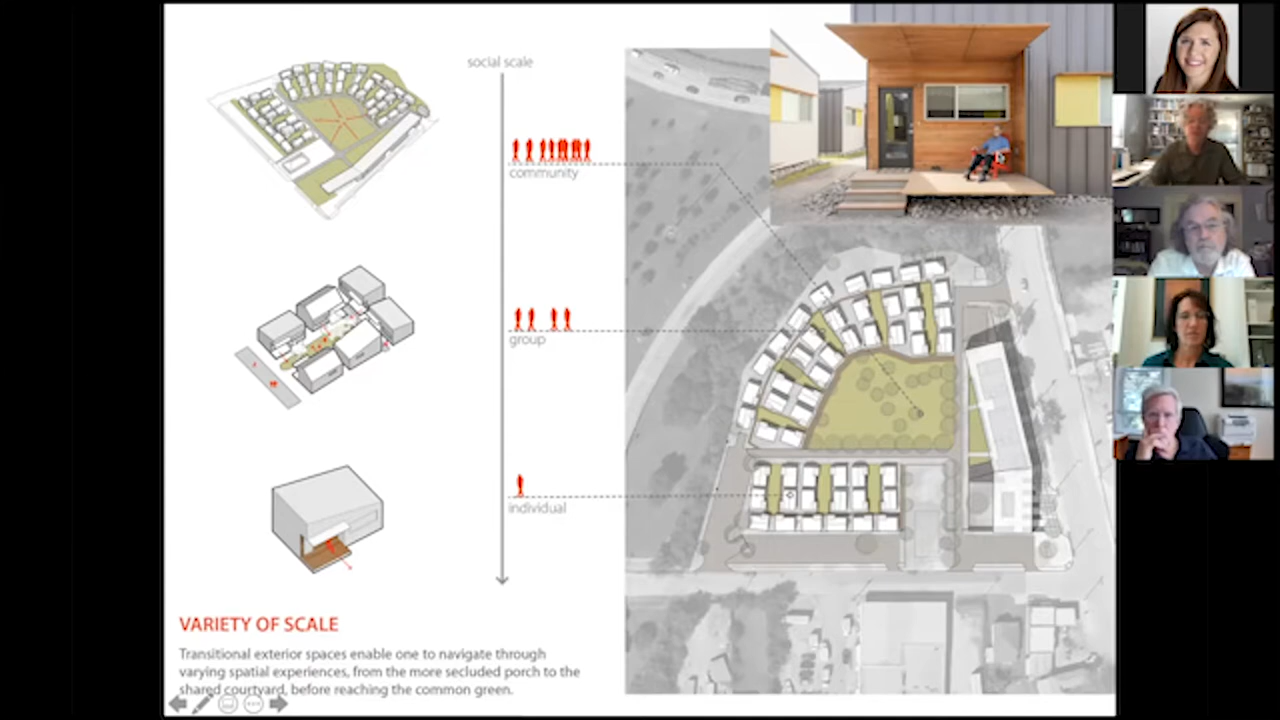 social scale
community
group
individual
VARIETY OF SCALE
Transitional exterior spaces enable one to navigate through
varying spatial experiences, from the more secluded porch to the
shared courtyard, before reaching the common green.